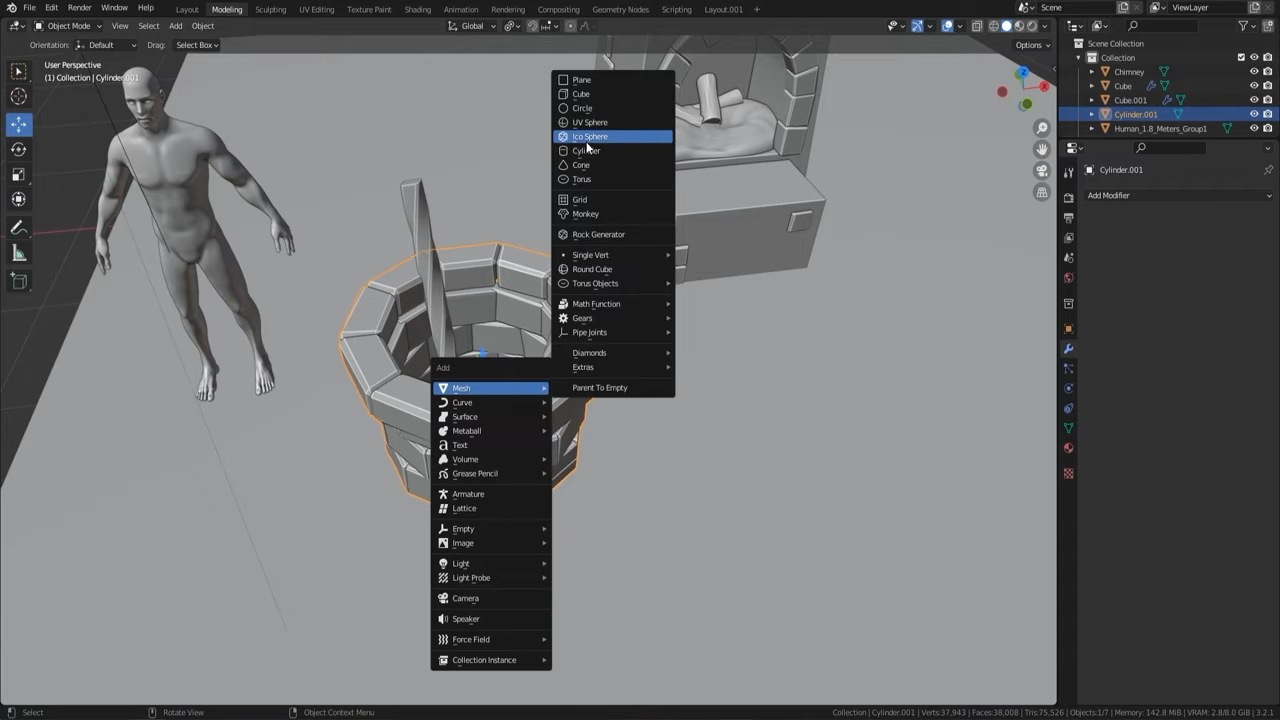 File Edit Render Window Help Layout Modeling Sculpting UV Editing Texture Paint Shading Animation Rendering Compositing Geometry Nodes Scripting Layout.001 + Scene ViewLayer
Object Mode View Select Add Object Global
Orientation: Default Drag: Select Box Options
User Perspective
(1) Collection | Cylinder.001
Scene Collection
Collection
Chimney
Cube
Cube.001
Cylinder.001
Human_1.8_Meters_Group1
Cylinder.001
Add Modifier
X
Z
Plane
Cube
Circle
UV Sphere
Ico Sphere
Cylinder
Cone
Torus
Grid
Monkey
Rock Generator
Single Vert
Round Cube
Torus Objects
Math Function
Gears
Pipe Joints
Diamonds
Extras
Parent To Empty
Add
Mesh
Curve
Surface
Metaball
Text
Volume
Grease Pencil
Armature
Lattice
Empty
Image
Light
Light Probe
Camera
Speaker
Force Field
Collection Instance
Select Rotate View Object Context Menu Collection | Cylinder.001 | Verts:37,943 | Faces:38,008 | Tris:75,526 | Objects:1/7 | Memory: 142.8 MiB | VRAM: 2.8/8.0 GiB | 3.2.1